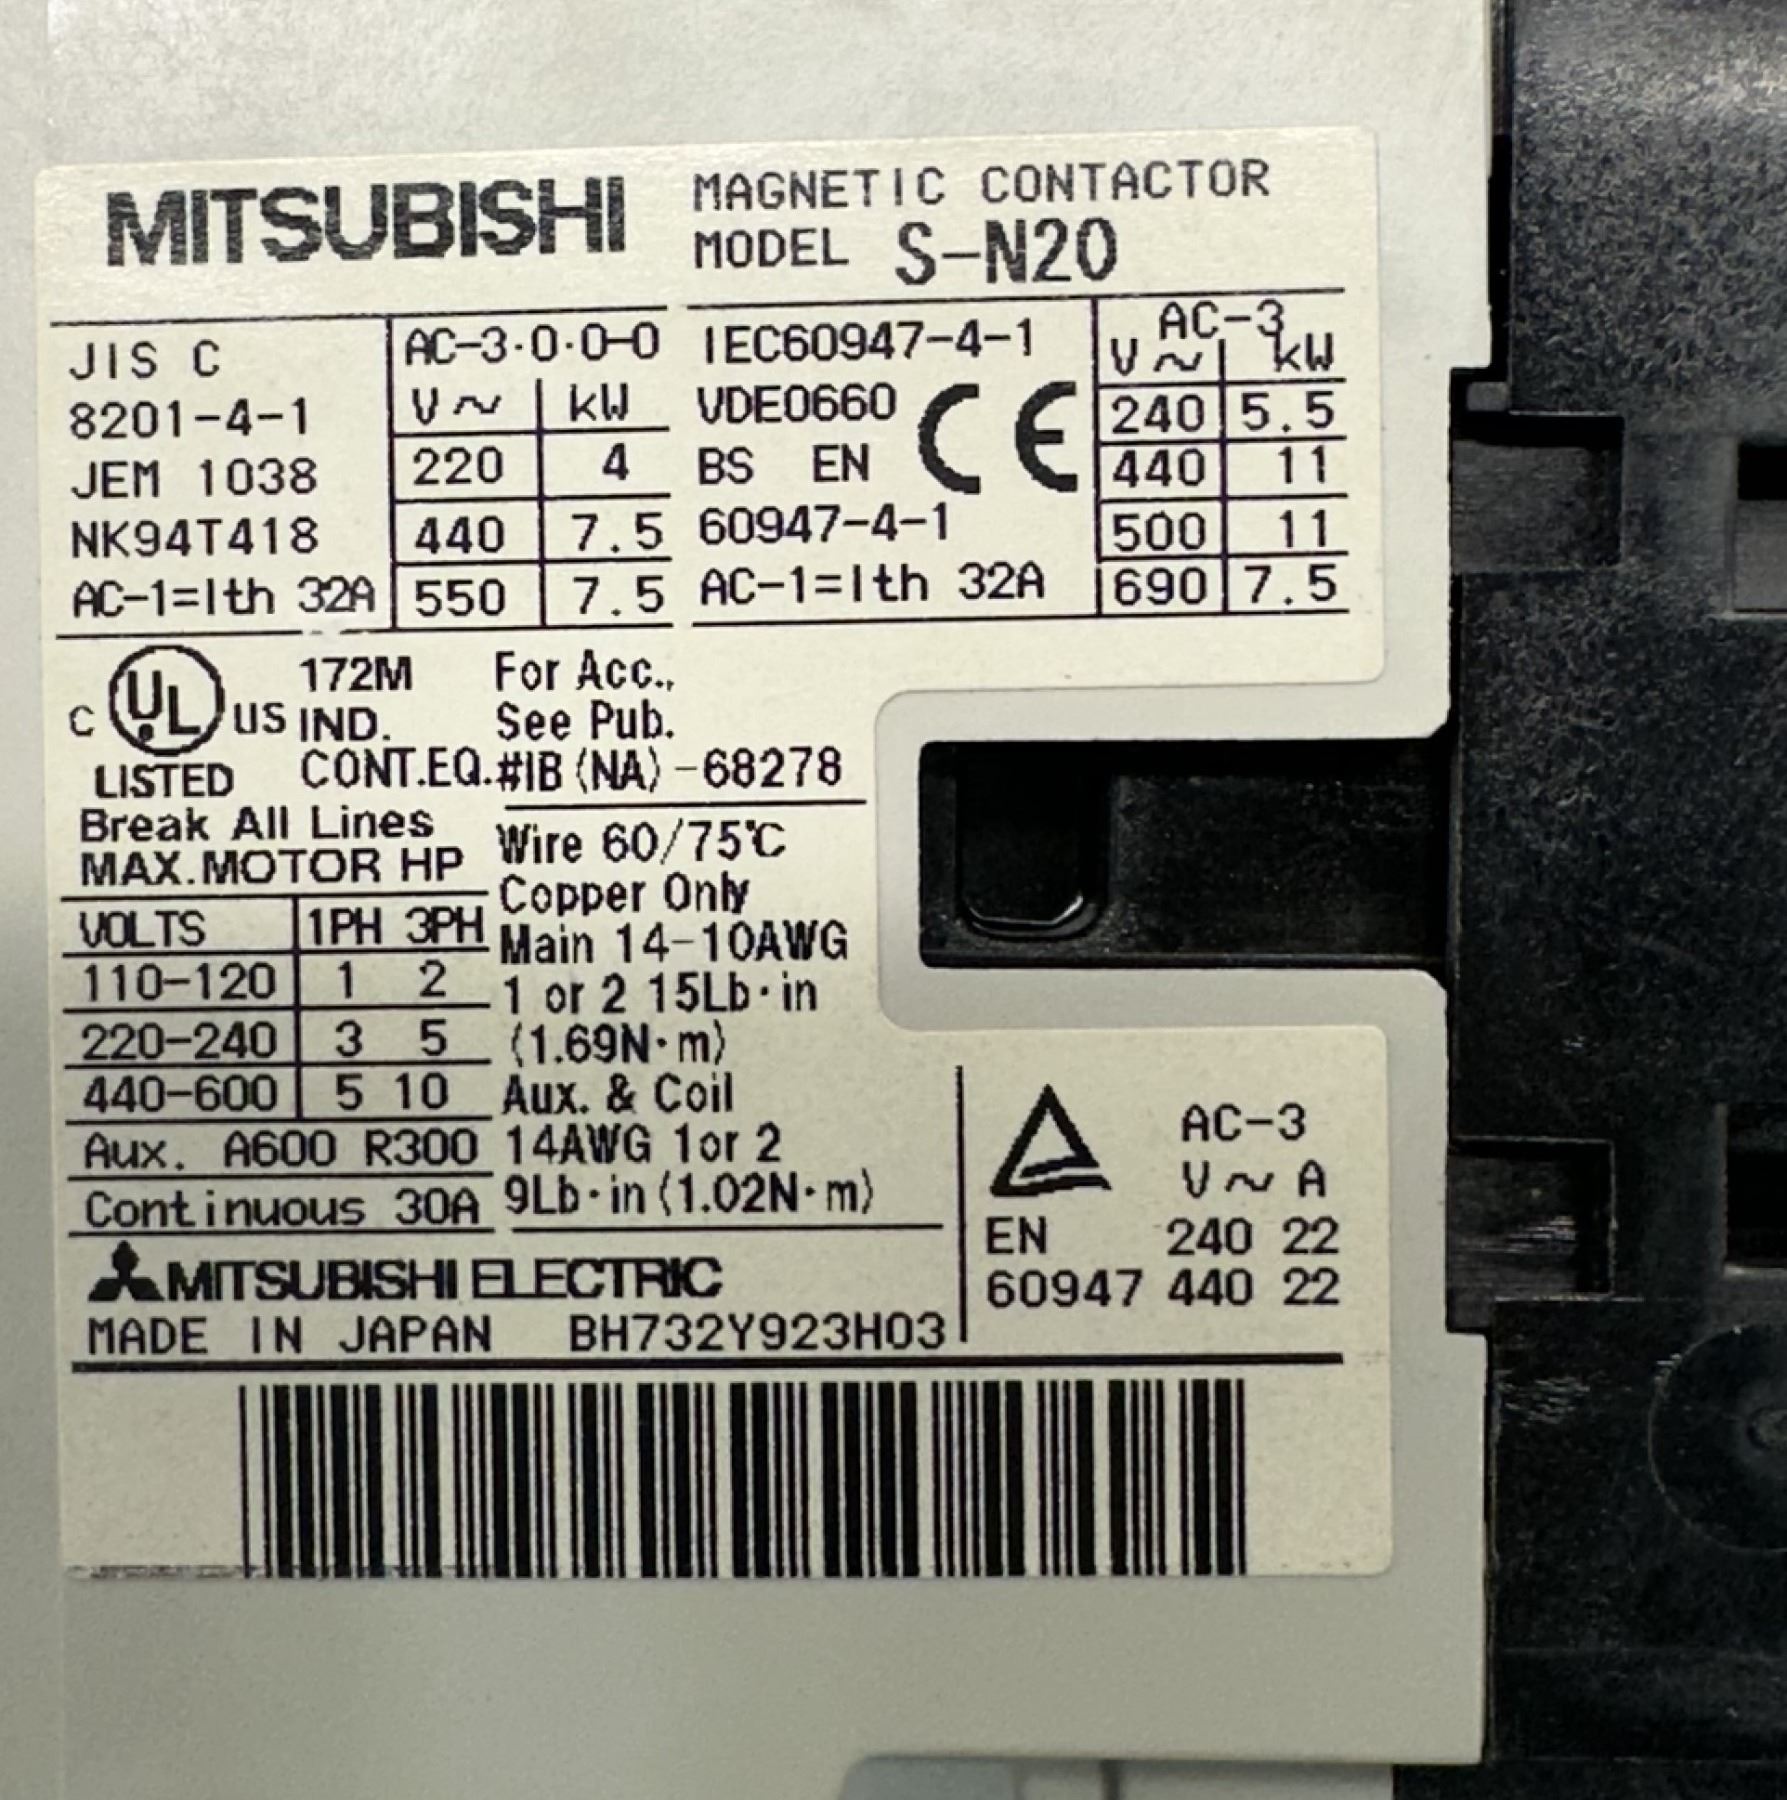 MITSUBISHI
MAGNETIC CONTACTOR
MODEL S-N20
JIS C
8201-4-1
JEM 1038
NK94T418
AC-1=Ith 32A
AC-3·0·0-0
V~ kW
220 4
440 7.5
550 7.5
IEC60947-4-1
VDE0660
BS EN
60947-4-1
AC-1=Ith 32A
CE
AC-3
V~ kW
240 5.5
440 11
500 11
690 7.5
C UL US
LISTED
172M
IND.
CONT.EQ.
For Acc.,
See Pub.
#IB(NA)-68278
Break All Lines
MAX.MOTOR HP
VOLTS 1PH 3PH
110-120 1 2
220-240 3 5
440-600 5 10
Aux. A600 R300
Continuous 30A
Wire 60/75℃
Copper Only
Main 14-10AWG
1 or 2 15Lb·in
(1.69N·m)
Aux. & Coil
14AWG 1or 2
9Lb·in(1.02N·m)
AC-3
V~ A
EN 240 22
60947 440 22
MITSUBISHI ELECTRIC
MADE IN JAPAN BH732Y923H03